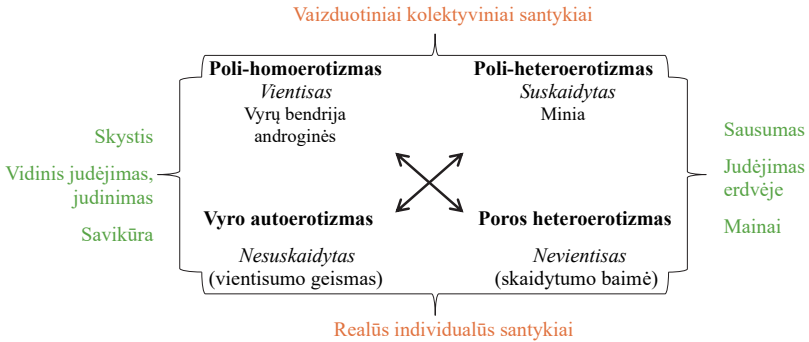 Vaizduotiniai kolektyviniai santykiai
Poli-homoerotizmas
Vientisas
Vyrų bendrija
androginės
Poli-heteroerotizmas
Suskaidytas
Minia
Skystis
Vidinis judėjimas,
judinimas
Savikūra
Sausumas
Judėjimas
erdvėje
Mainai
Vyro autoerotizmas
Nesuskaidytas
(vientisumo geismas)
Poros heteroerotizmas
Nevientisas
(skaidytumo baimė)
Realūs individualūs santykiai